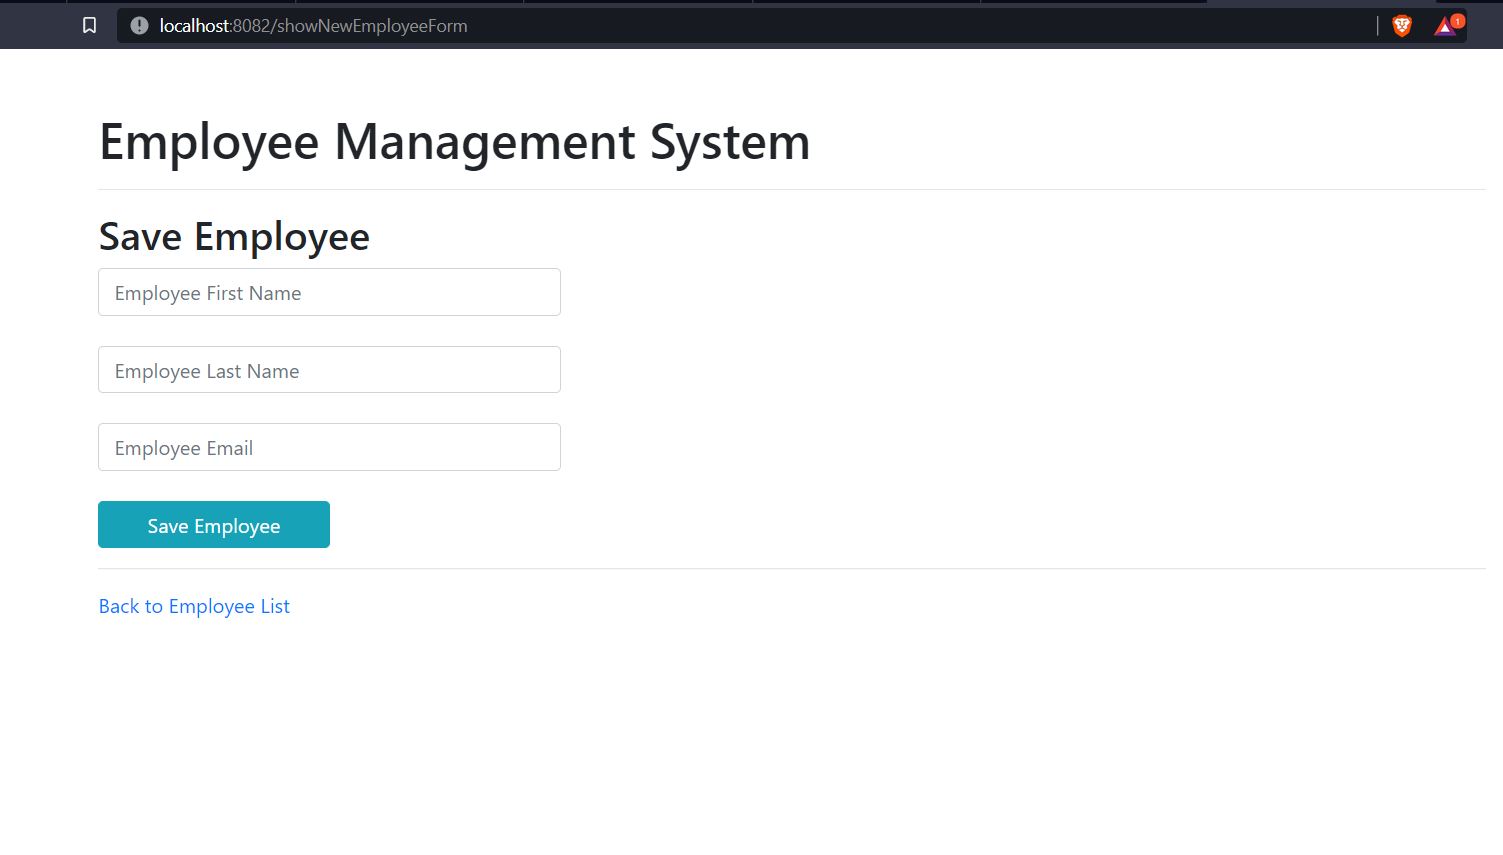 localhost:8082/showNewEmployeeForm
1
Employee Management System
Save Employee
Employee First Name
Employee Last Name
Employee Email
Save Employee
Back to Employee List